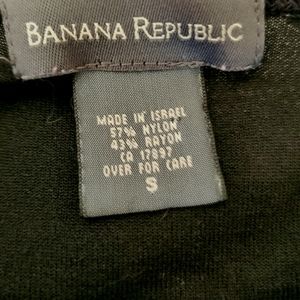 BANANA REPUBLIC
MADE IN ISRAEL
57% NYLON
43% RAYON
CA 17897
OVER FOR CARE
S